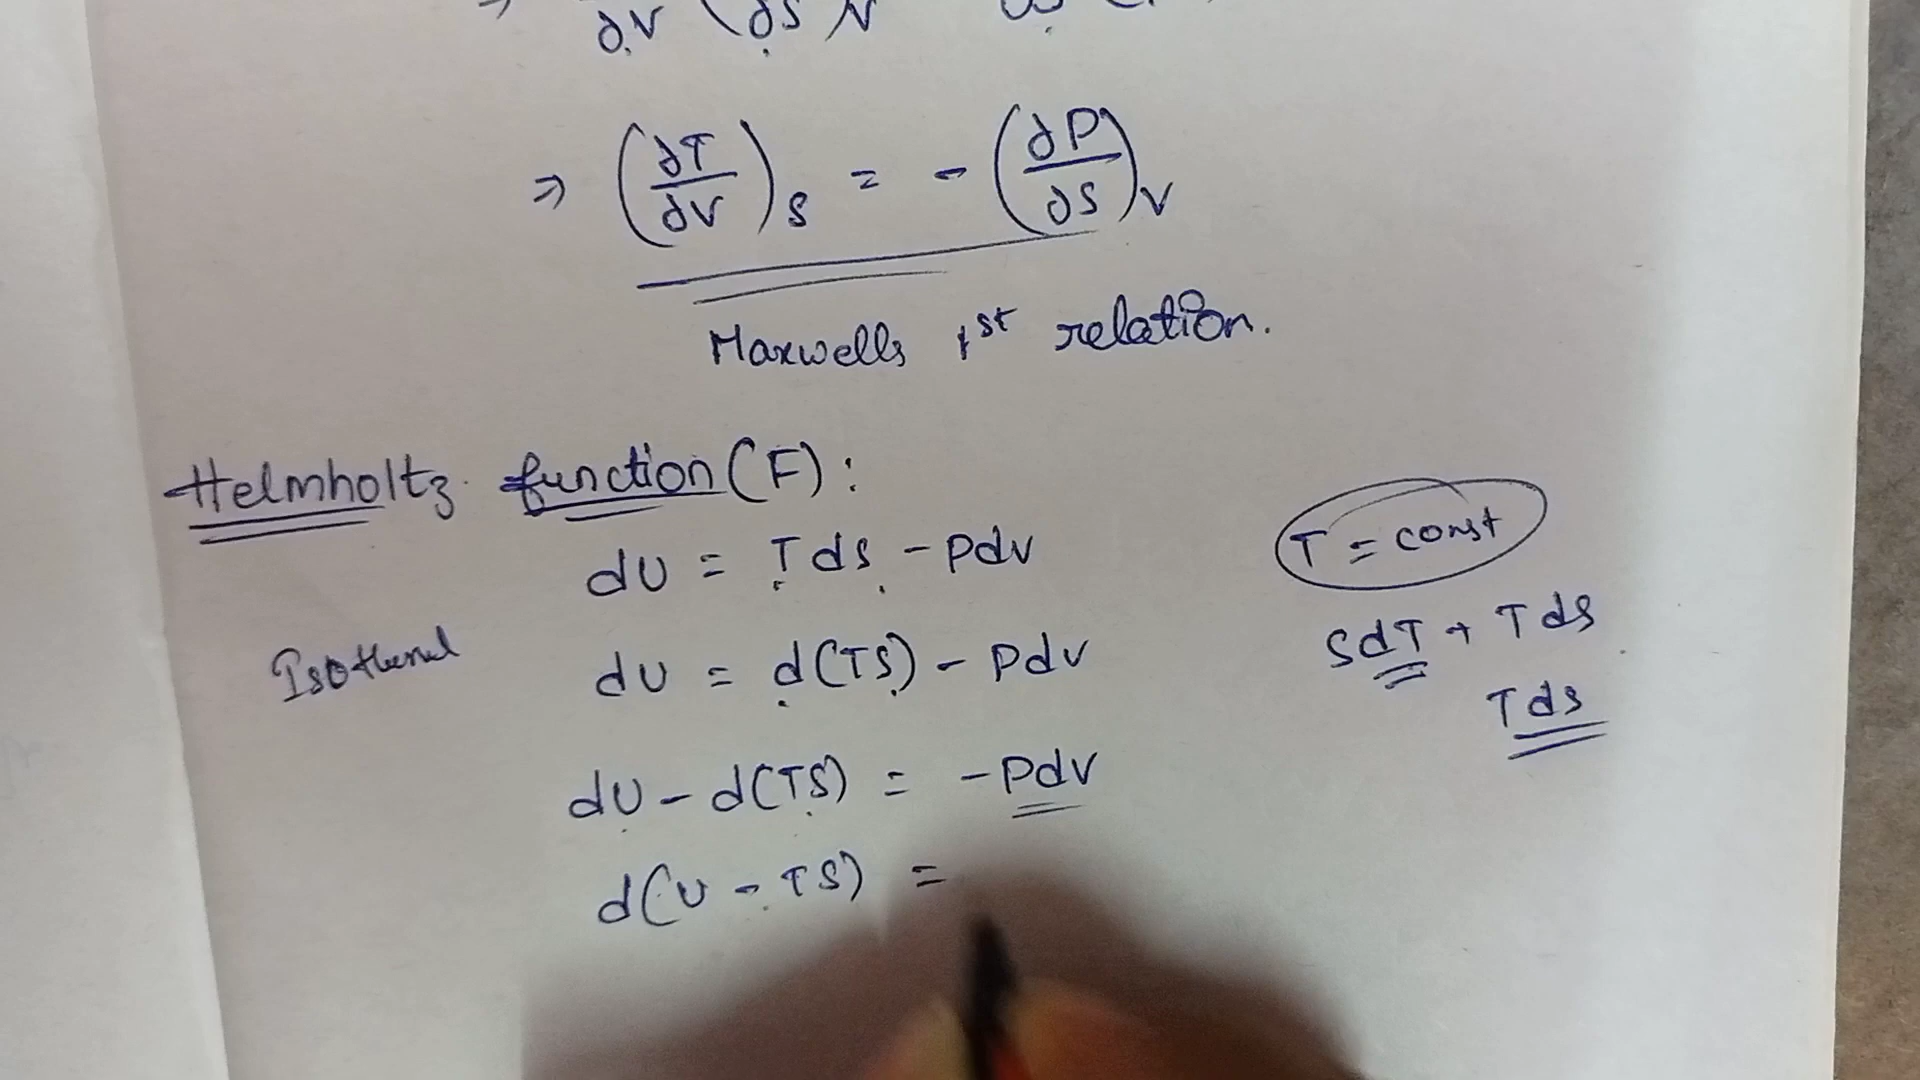 ⇒ (∂T/∂V)s = - (∂P/∂S)v
Maxwells 1st relation.
Helmholtz function (F):
dU = Tds - Pdv
T = const
SdT + Tds
Isothermal
dU = d(TS) - Pdv
Tds
dU - d(TS) = -Pdv
d(U - TS) =